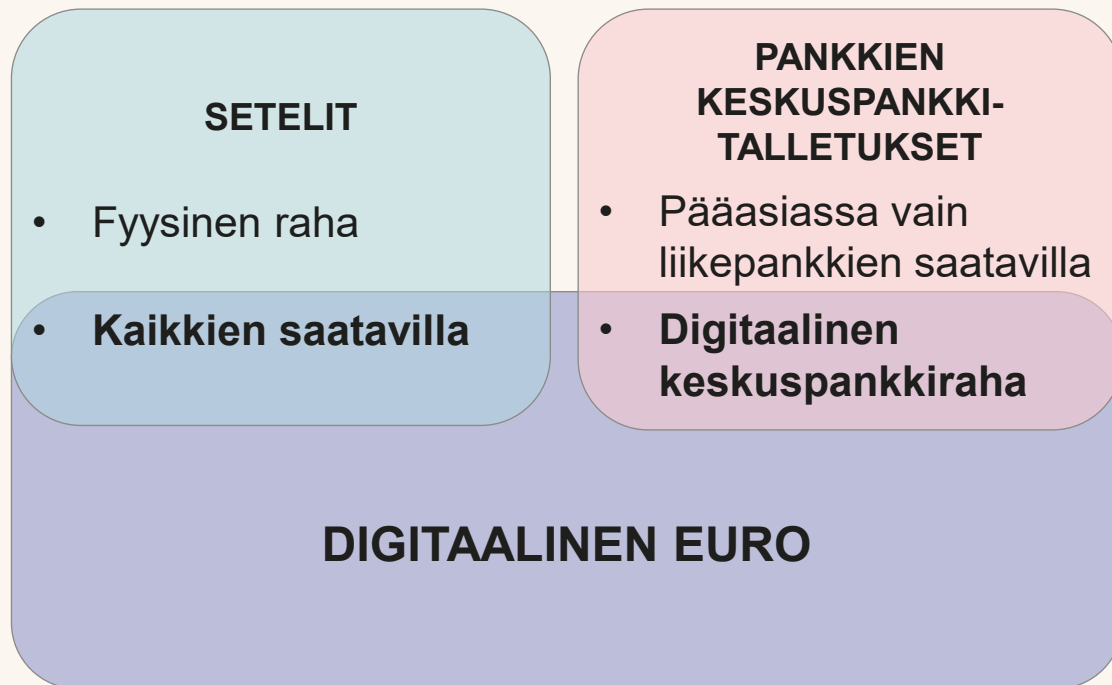 SETELIT
• Fyysinen raha
• Kaikkien saatavilla
PANKKIEN
KESKUSPANKKI-
TALLETUKSET
• Pääasiassa vain
liikepankkien saatavilla
• Digitaalinen
keskuspankkiraha
DIGITAALINEN EURO